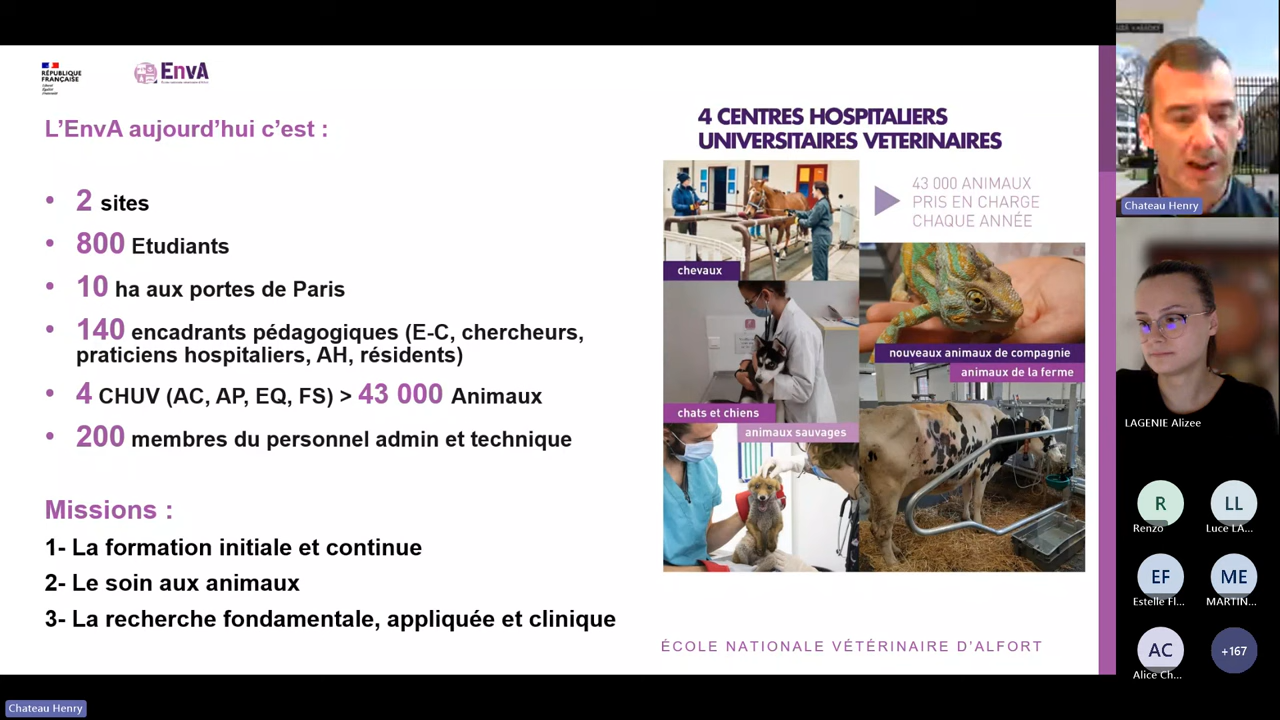 RÉPUBLIQUE
FRANÇAISE
Liberté
Égalité
Fraternité
EnvA
L'EnvA aujourd'hui c'est :
• 2 sites
• 800 Etudiants
• 10 ha aux portes de Paris
• 140 encadrants pédagogiques (E-C, chercheurs,
praticiens hospitaliers, AH, résidents)
• 4 CHUV (AC, AP, EQ, FS) > 43 000 Animaux
• 200 membres du personnel admin et technique
Missions :
1- La formation initiale et continue
2- Le soin aux animaux
3- La recherche fondamentale, appliquée et clinique
4 CENTRES HOSPITALIERS
UNIVERSITAIRES VETERINAIRES
43 000 ANIMAUX
PRIS EN CHARGE
CHAQUE ANNÉE
chevaux
nouveaux animaux de compagnie
animaux de la ferme
chats et chiens
animaux sauvages
ÉCOLE NATIONALE VÉTÉRINAIRE D'ALFORT
Chateau Henry
LAGENIE Alizee
R
Renzo
LL
Luce LA...
EF
Estelle Fl...
ME
MARTIN...
AC
Alice Ch...
+167
Chateau Henry